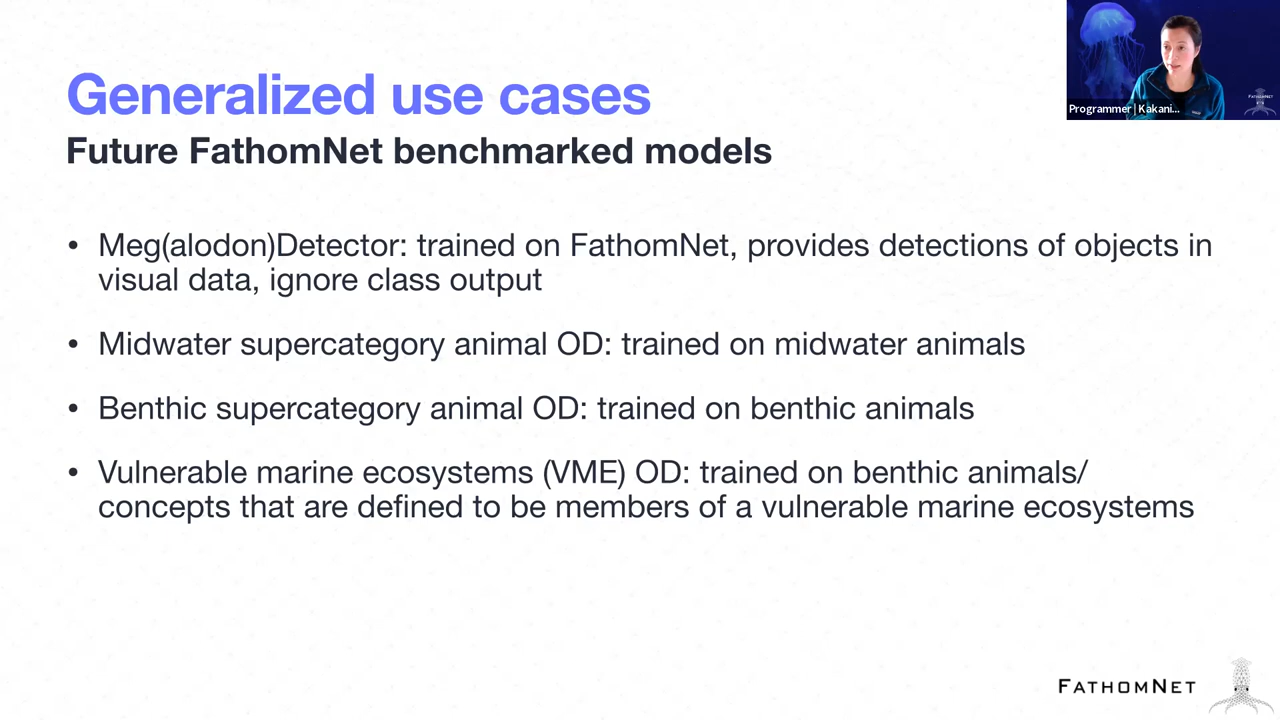 Generalized use cases
Future FathomNet benchmarked models
• Meg(alodon)Detector: trained on FathomNet, provides detections of objects in
visual data, ignore class output
• Midwater supercategory animal OD: trained on midwater animals
• Benthic supercategory animal OD: trained on benthic animals
• Vulnerable marine ecosystems (VME) OD: trained on benthic animals/
concepts that are defined to be members of a vulnerable marine ecosystems
Programmer | Kakani...
FATHOMNET
FATHOMNET